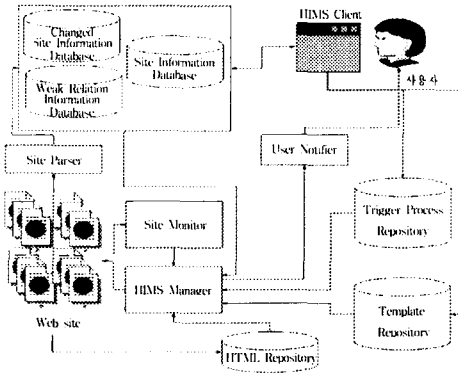 HIMS Client
Changed
Site Information
Database
Site Information
Database
Weak Relation
Information
Database
사용자
Site Parser
User Notifier
Site Monitor
Trigger Process
Repository
HIMS Manager
Template
Repository
Web site
HTML Repository